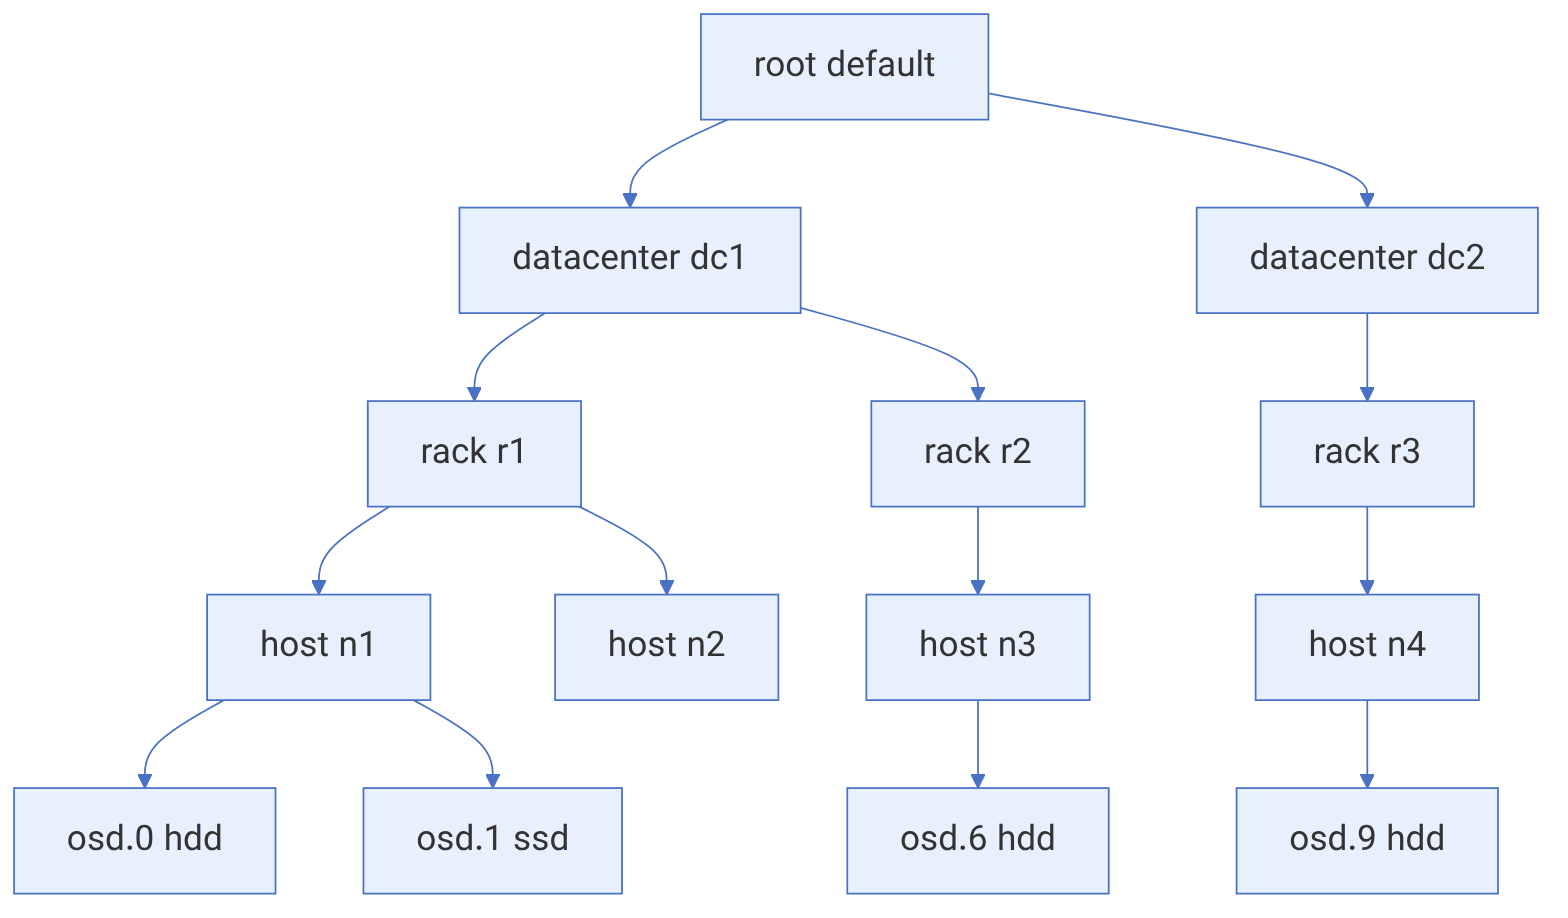 root default
datacenter dc1
datacenter dc2
rack r1
rack r2
rack r3
host n1
host n2
host n3
host n4
osd.0 hdd
osd.1 ssd
osd.6 hdd
osd.9 hdd